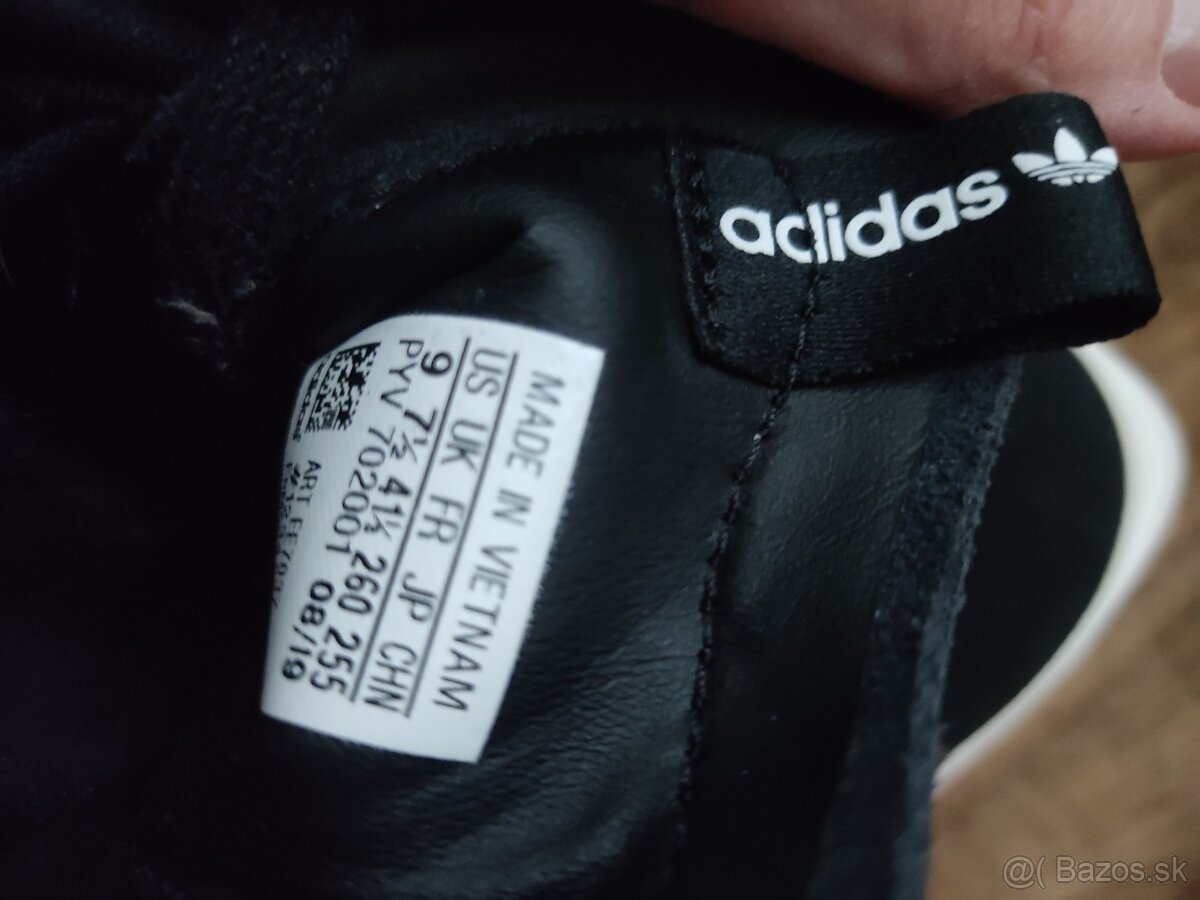 adidas
MADE IN VIETNAM
US UK FR JP CHN
9 7½ 41⅓ 260 255
PYV 702001 08/19
ART
@( Bazos.sk